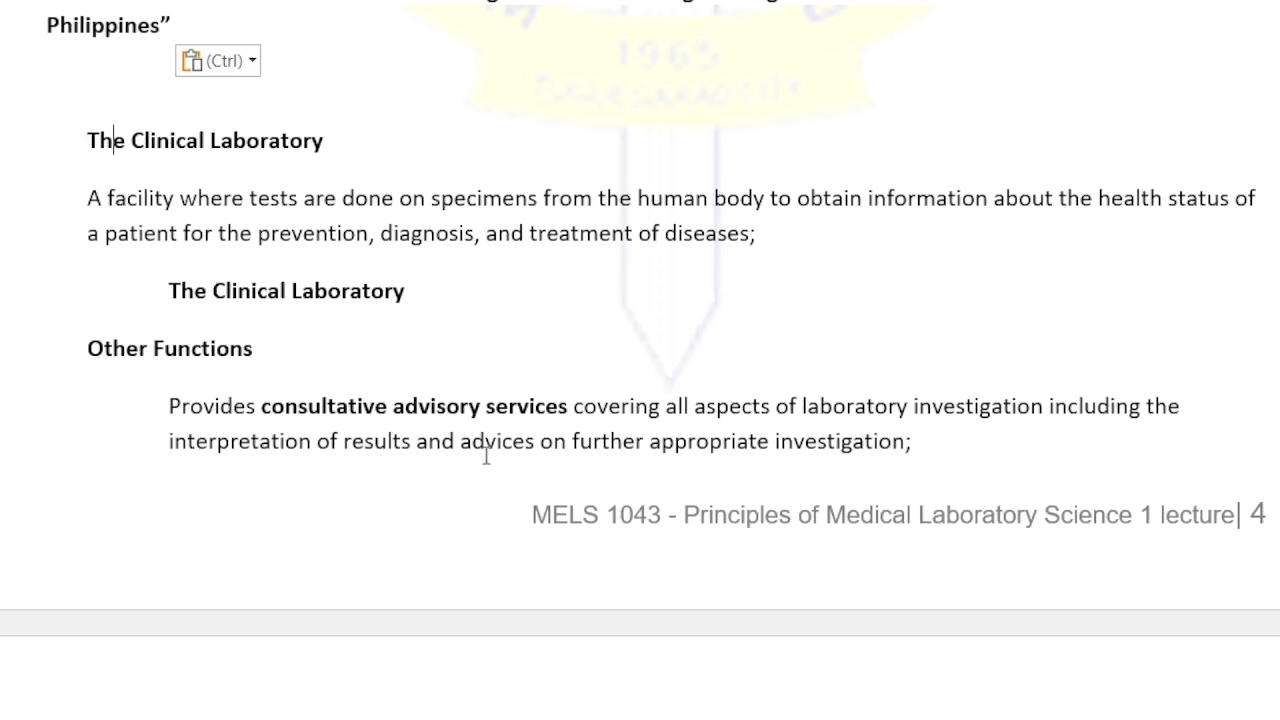 Philippines”
(Ctrl)
1965
The Clinical Laboratory
A facility where tests are done on specimens from the human body to obtain information about the health status of
a patient for the prevention, diagnosis, and treatment of diseases;
The Clinical Laboratory
Other Functions
Provides consultative advisory services covering all aspects of laboratory investigation including the
interpretation of results and advices on further appropriate investigation;
MELS 1043 - Principles of Medical Laboratory Science 1 lecture| 4